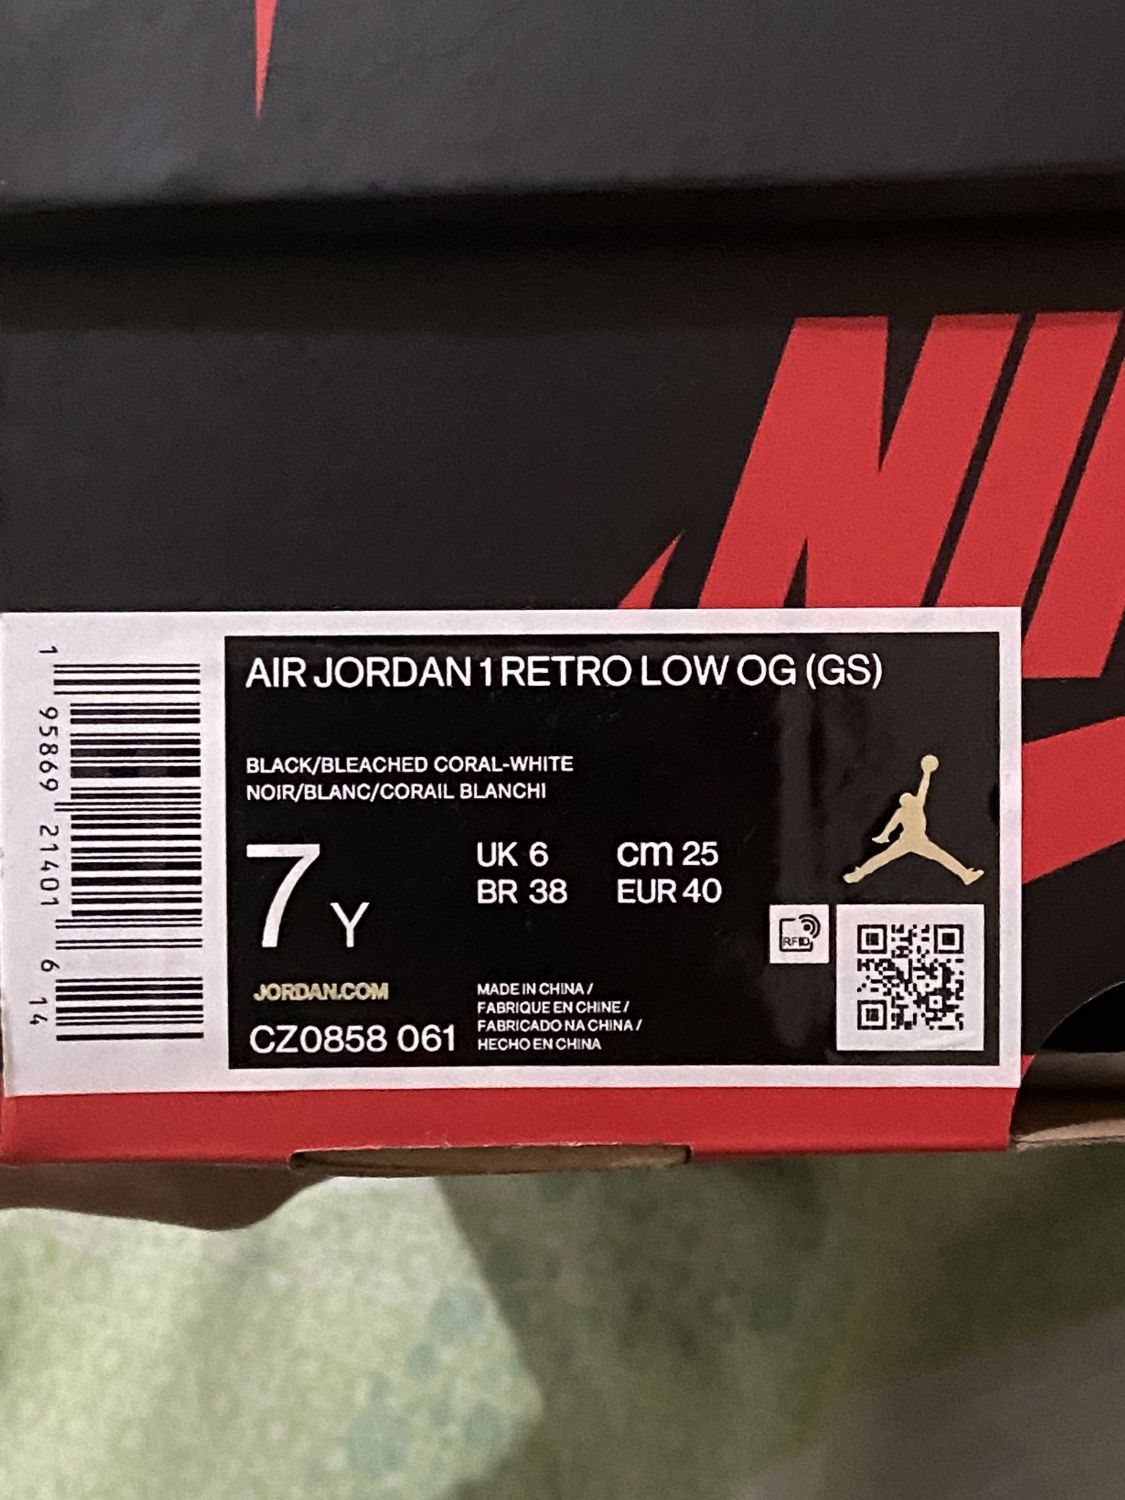 NI
AIR JORDAN 1 RETRO LOW OG (GS)
BLACK/BLEACHED CORAL-WHITE
NOIR/BLANC/CORAIL BLANCHI
7 Y
UK 6 cm 25
BR 38 EUR 40
RFID
JORDAN.COM
CZ0858 061
MADE IN CHINA /
FABRIQUE EN CHINE /
FABRICADO NA CHINA /
HECHO EN CHINA
1 95869 21401 6 14